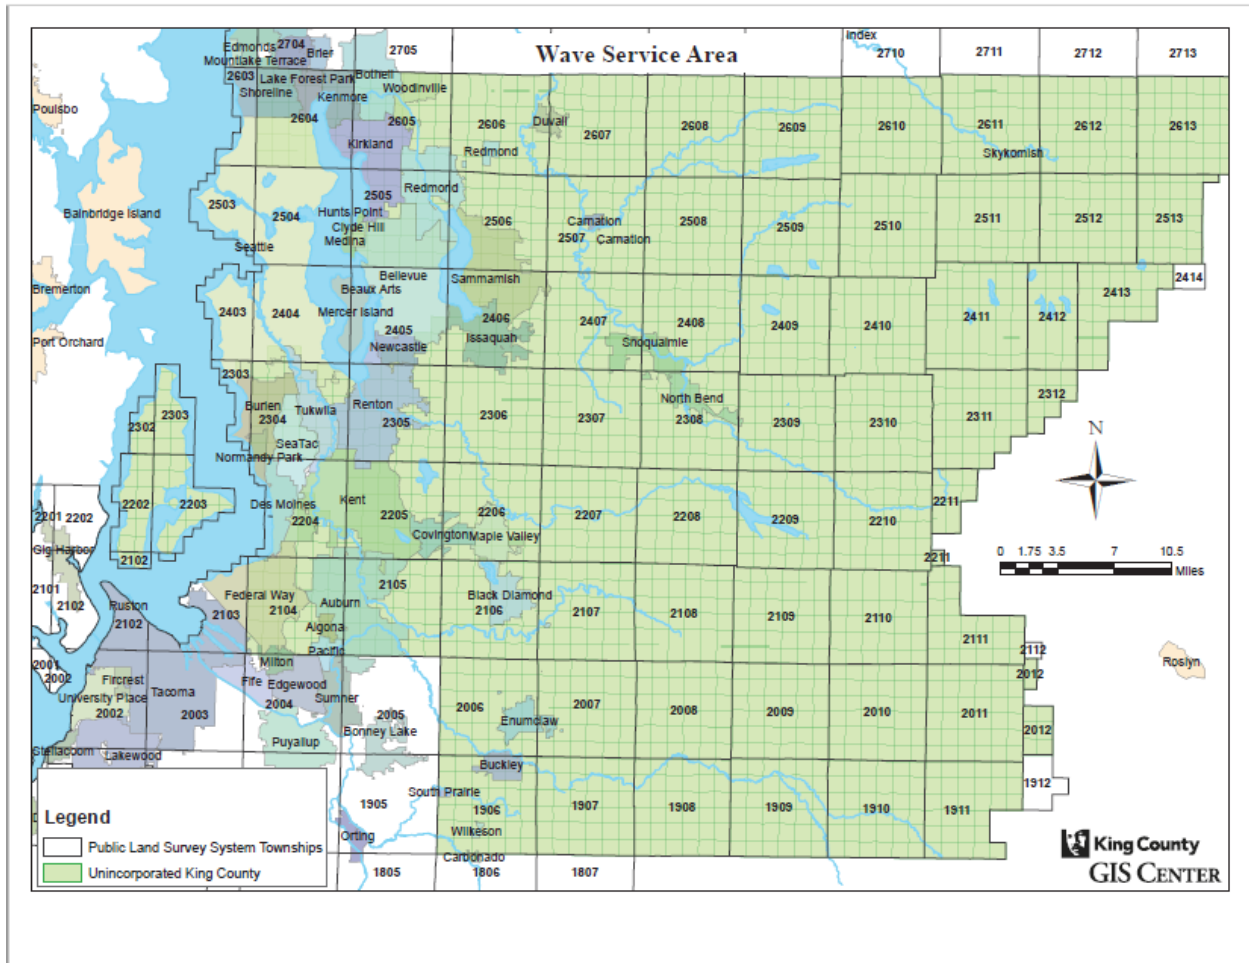 Wave Service Area
Index
Edmonds 2704 Brier 2705 2710 2711 2712 2713
Mountlake Terrace
2603 Lake Forest Park Bothell
Shoreline Kenmore Woodinville
Poulsbo
2604 2605 2606 Duvall 2607 2608 2609 2610 2611 2612 2613
Kirkland Redmond Skykomish
Redmond
2503 2504 2505 2506 2507 2508 2509 2510 2511 2512 2513
Bainbridge Island
Hunts Point Carnation
Clyde Hill
Medina Carnation
Seattle
Bellevue Sammamish 2414
Bremerton Beaux Arts 2413
2403 2404 Mercer Island 2405 2406 2407 2408 2409 2410 2411 2412
Port Orchard Newcastle Issaquah Snoqualmie
2303 North Bend
Burien Tukwila Renton
2302 2303 2304 2305 2306 2307 2308 2309 2310 2311 2312
SeaTac
Normandy Park
N
Des Moines Kent
2201 2202 2202 2203 2204 2205 2206 2207 2208 2209 2210 2211
Covington Maple Valley
Gig Harbor 2102 2211
0 1.75 3.5 7 10.5
Miles
2101 2102 Ruston 2102 2103 Federal Way 2104 2105 Black Diamond 2106 2107 2108 2109 2110 2111 2112
Auburn
Algona
Pacific
Milton
Roslyn
2001 2002 Fircrest Fife Edgewood 2012
University Place Tacoma Sumner
2002 2003 2004 2005 2006 2007 2008 2009 2010 2011 2012
Bonney Lake Enumclaw
Puyallup
Steilacoom Lakewood Buckley
1912
South Prairie
1905 1906 1907 1908 1909 1910 1911
Wilkeson
Orting
Carbonado
1805 1806 1807
Legend
Public Land Survey System Townships
Unincorporated King County
King County
GIS CENTER